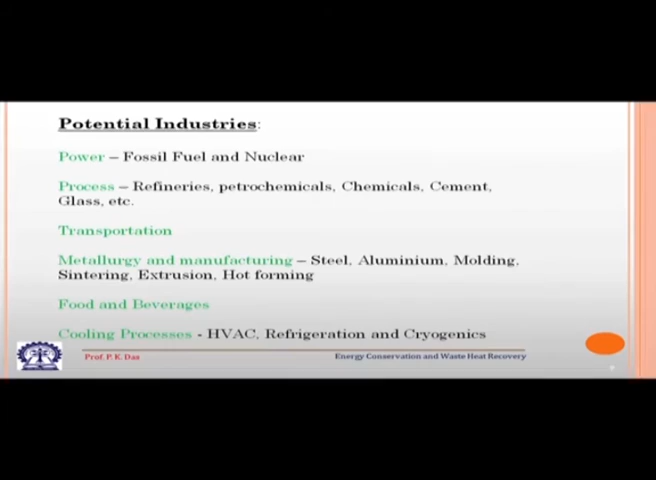 Potential Industries:
Power – Fossil Fuel and Nuclear
Process – Refineries, petrochemicals, Chemicals, Cement,
Glass, etc.
Transportation
Metallurgy and manufacturing – Steel, Aluminium, Molding,
Sintering, Extrusion, Hot forming
Food and Beverages
Cooling Processes - HVAC, Refrigeration and Cryogenics
Prof. P. K. Das
Energy Conservation and Waste Heat Recovery